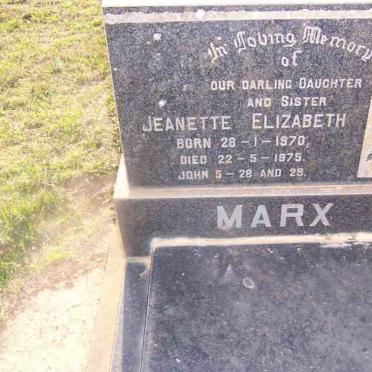 In Loving Memory
of
OUR DARLING DAUGHTER
AND SISTER
JEANETTE ELIZABETH
BORN 28-1-1970,
DIED 22-5-1975.
JOHN 5-28 AND 29.
MARX